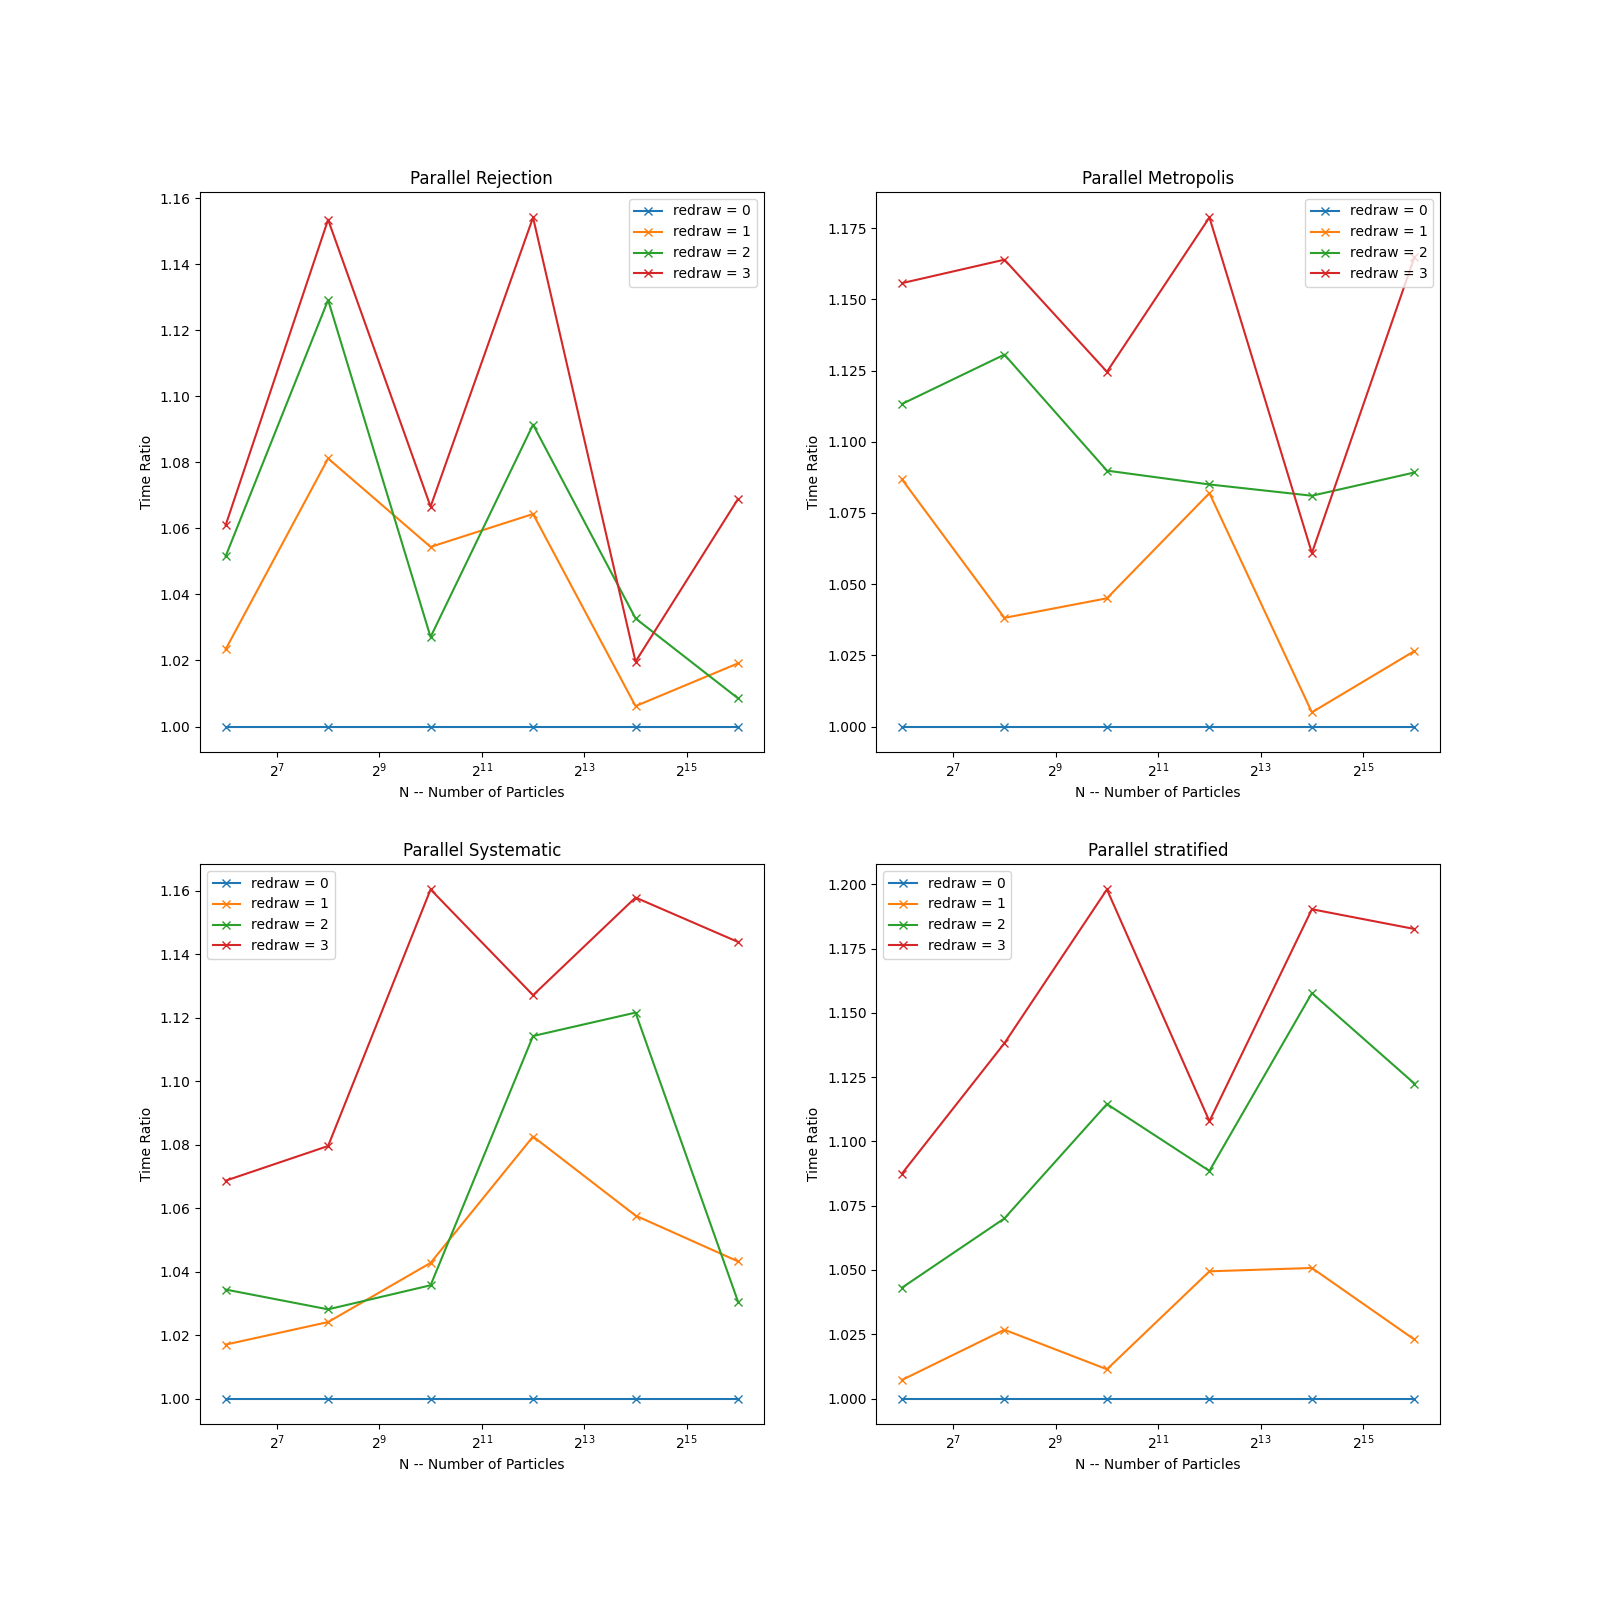 Parallel Rejection
1.16
1.14
1.12
1.10
1.08
1.06
1.04
1.02
1.00
Time Ratio
redraw = 0
redraw = 1
redraw = 2
redraw = 3
2^7 2^9 2^11 2^13 2^15
N -- Number of Particles
Parallel Metropolis
1.175
1.150
1.125
1.100
1.075
1.050
1.025
1.000
Time Ratio
redraw = 0
redraw = 1
redraw = 2
redraw = 3
2^7 2^9 2^11 2^13 2^15
N -- Number of Particles
Parallel Systematic
1.16
1.14
1.12
1.10
1.08
1.06
1.04
1.02
1.00
Time Ratio
redraw = 0
redraw = 1
redraw = 2
redraw = 3
2^7 2^9 2^11 2^13 2^15
N -- Number of Particles
Parallel stratified
1.200
1.175
1.150
1.125
1.100
1.075
1.050
1.025
1.000
Time Ratio
redraw = 0
redraw = 1
redraw = 2
redraw = 3
2^7 2^9 2^11 2^13 2^15
N -- Number of Particles